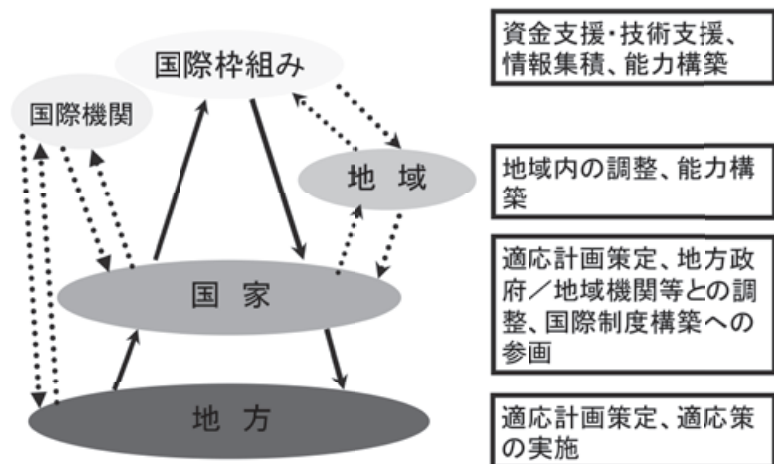 国際枠組み
国際機関
地 域
国 家
地 方
資金支援・技術支援、
情報集積、能力構築
地域内の調整、能力構
築
適応計画策定、地方政
府／地域機関等との調
整、国際制度構築への
参画
適応計画策定、適応策
の実施